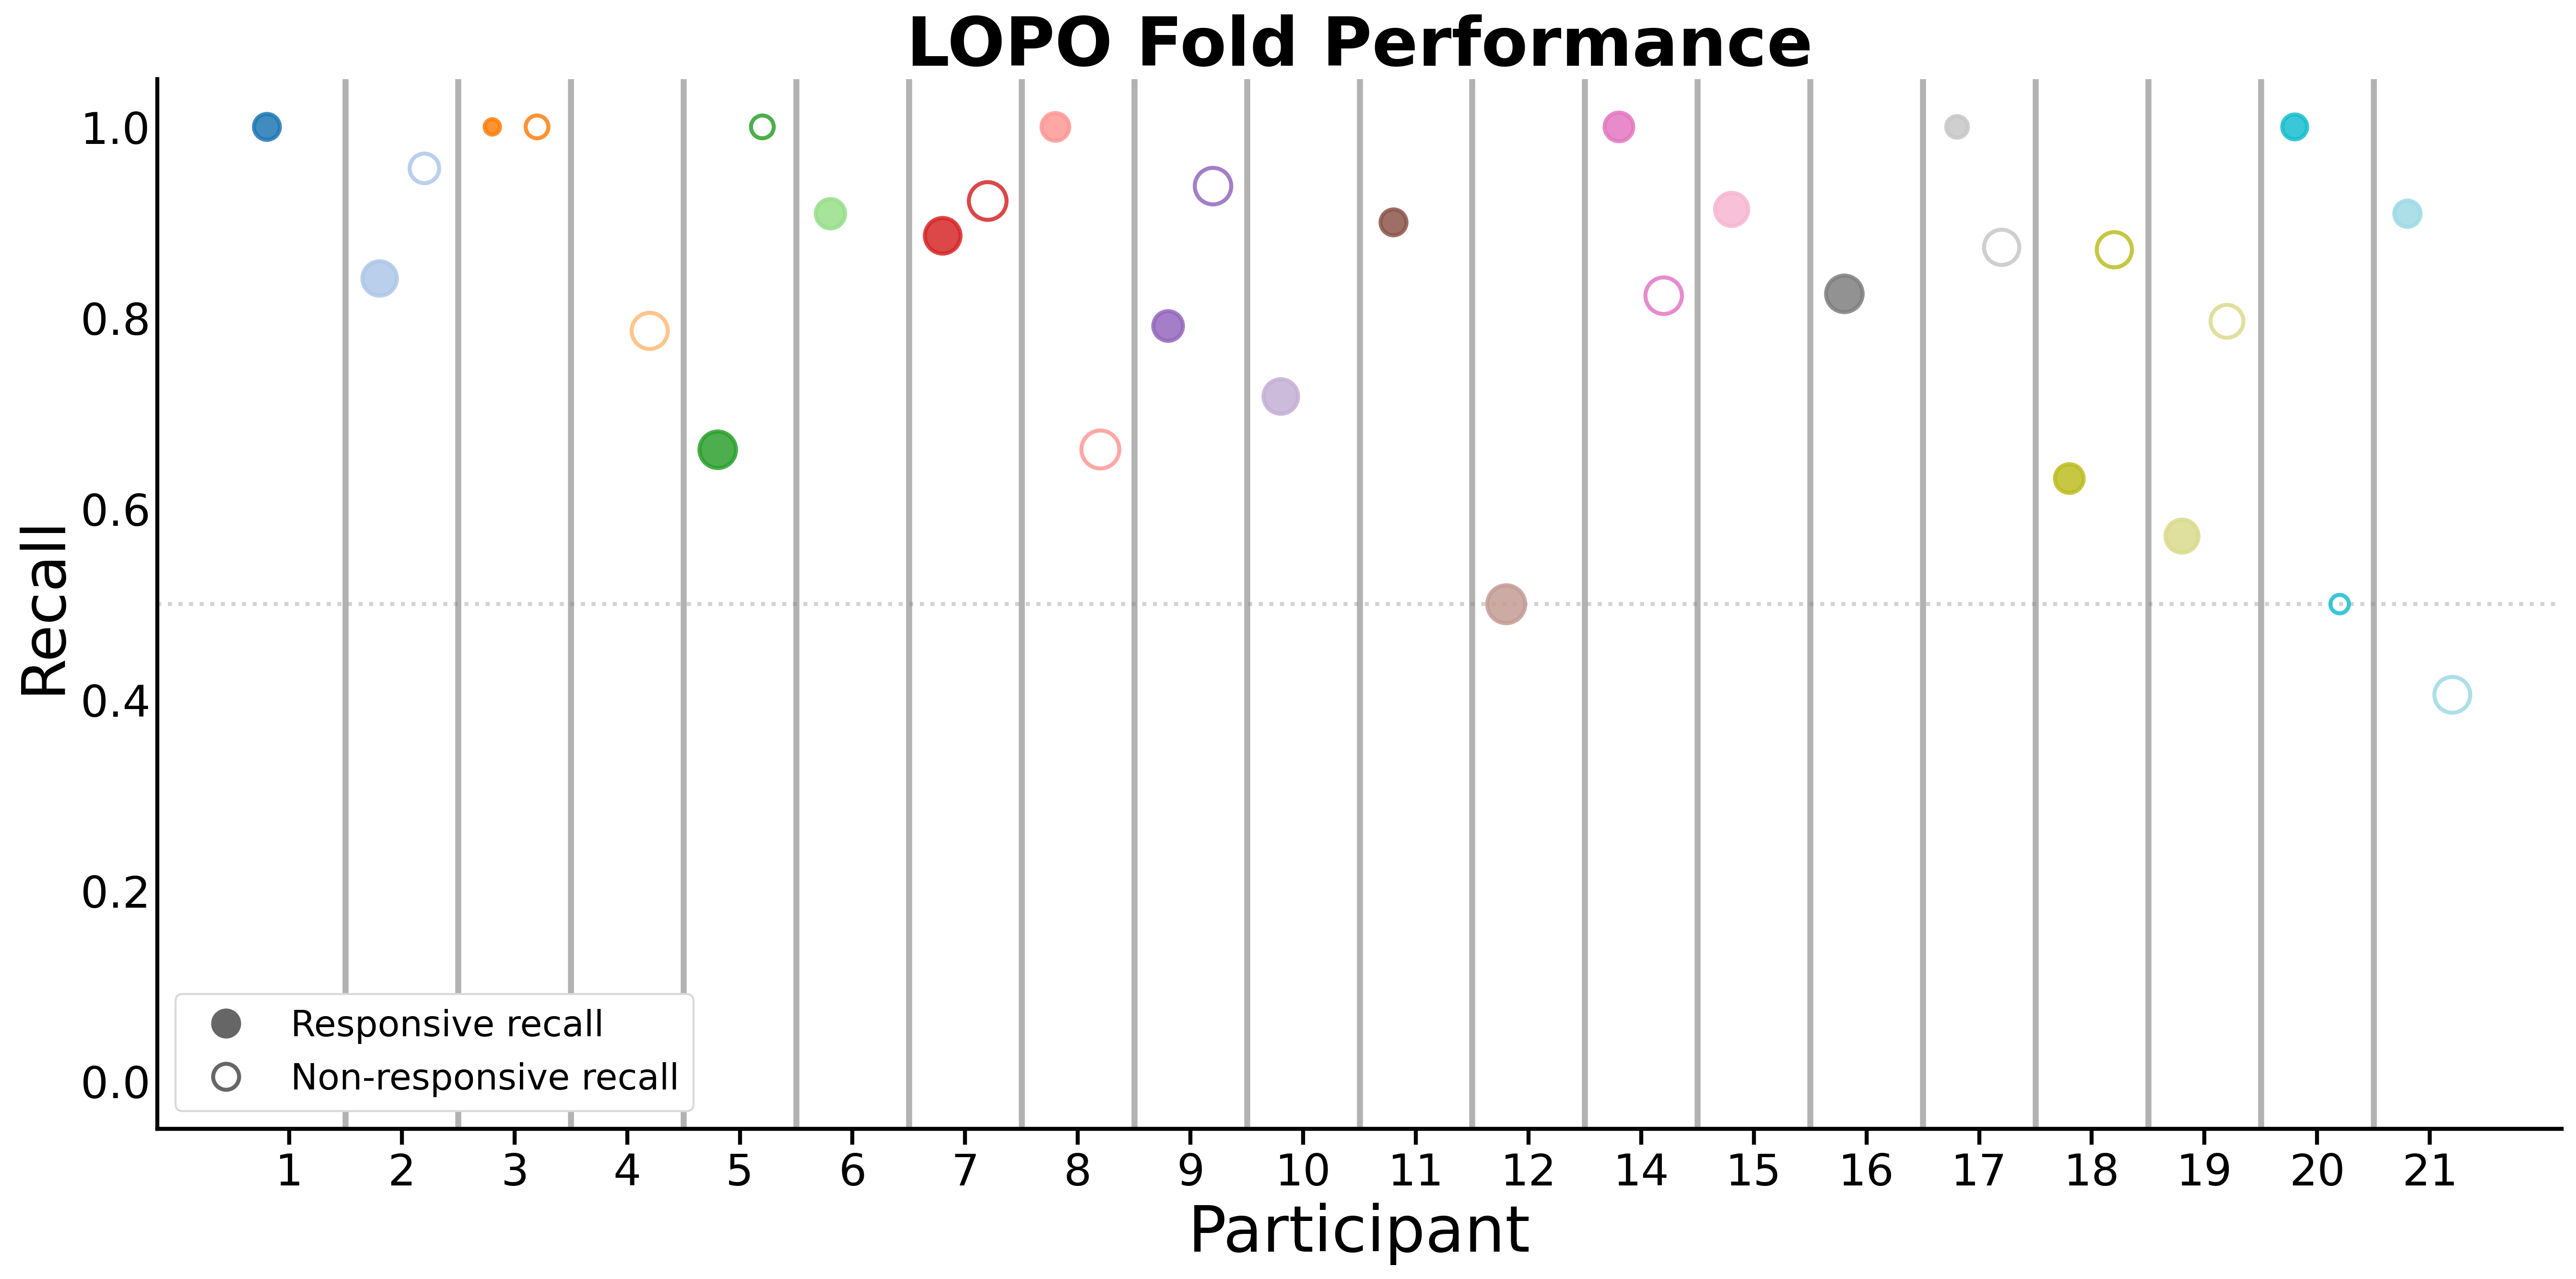 LOPO Fold Performance
Recall
1.0
0.8
0.6
0.4
0.2
0.0
Responsive recall
Non-responsive recall
1 2 3 4 5 6 7 8 9 10 11 12 14 15 16 17 18 19 20 21
Participant